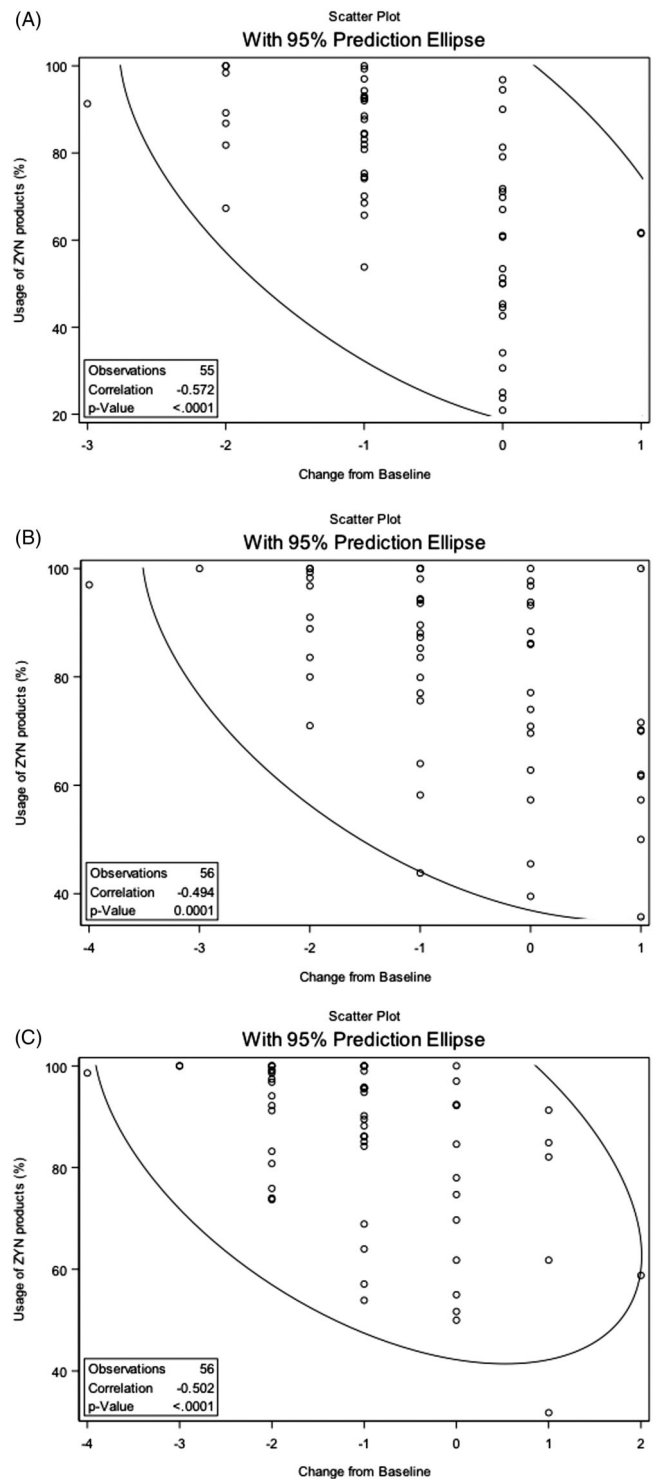 (A)
Scatter Plot
With 95% Prediction Ellipse
Usage of ZYN products (%)
100
80
60
40
20
Observations 55
Correlation -0.572
p-Value <.0001
-3 -2 -1 0 1
Change from Baseline
(B)
Scatter Plot
With 95% Prediction Ellipse
Usage of ZYN products (%)
100
80
60
40
Observations 56
Correlation -0.494
p-Value 0.0001
-4 -3 -2 -1 0 1
Change from Baseline
(C)
Scatter Plot
With 95% Prediction Ellipse
Usage of ZYN products (%)
100
80
60
40
Observations 56
Correlation -0.502
p-Value <.0001
-4 -3 -2 -1 0 1 2
Change from Baseline